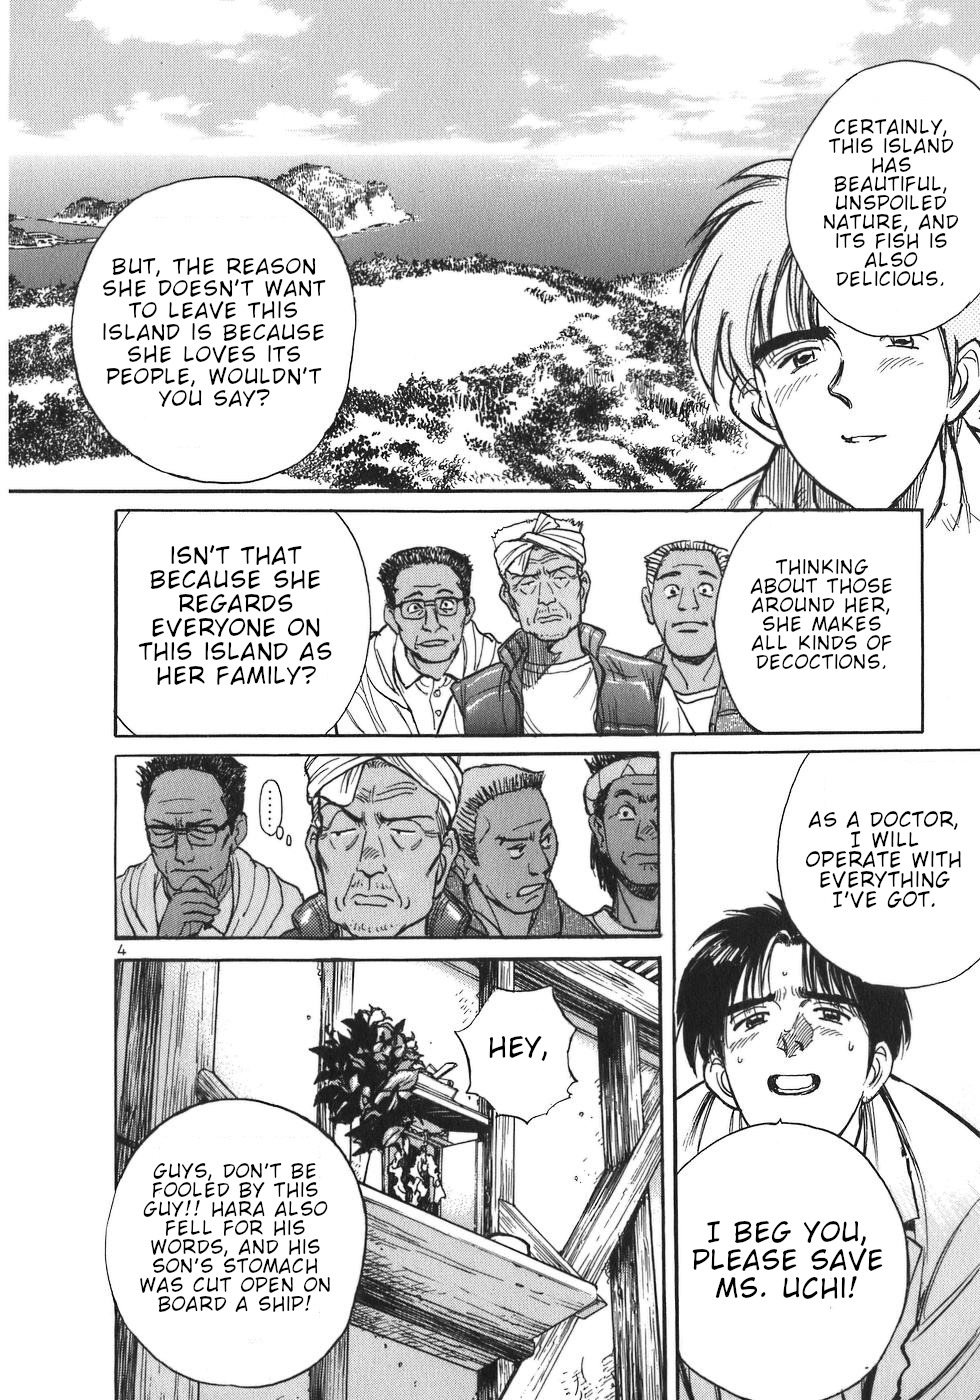 CERTAINLY,
THIS ISLAND
HAS
BEAUTIFUL,
UNSPOILED
NATURE, AND
ITS FISH IS
ALSO
DELICIOUS.
BUT, THE REASON
SHE DOESN'T WANT
TO LEAVE THIS
ISLAND IS BECAUSE
SHE LOVES ITS
PEOPLE, WOULDN'T
YOU SAY?
THINKING
ABOUT THOSE
AROUND HER,
SHE MAKES
ALL KINDS OF
DECOCTIONS.
ISN'T THAT
BECAUSE SHE
REGARDS
EVERYONE ON
THIS ISLAND AS
HER FAMILY?
AS A DOCTOR,
I WILL
OPERATE WITH
EVERYTHING
I'VE GOT.
I BEG YOU,
PLEASE SAVE
MS. UCHI!
......
4
HEY,
GUYS, DON'T BE
FOOLED BY THIS
GUY!! HARA ALSO
FELL FOR HIS
WORDS, AND HIS
SON'S STOMACH
WAS CUT OPEN ON
BOARD A SHIP!